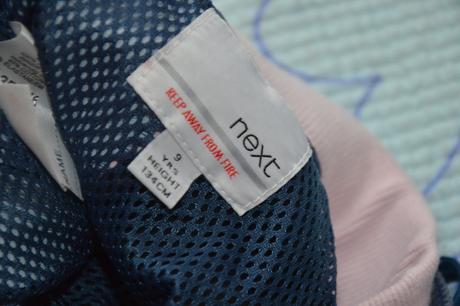 next
KEEP AWAY FROM FIRE
9
YRS
HEIGHT
134CM